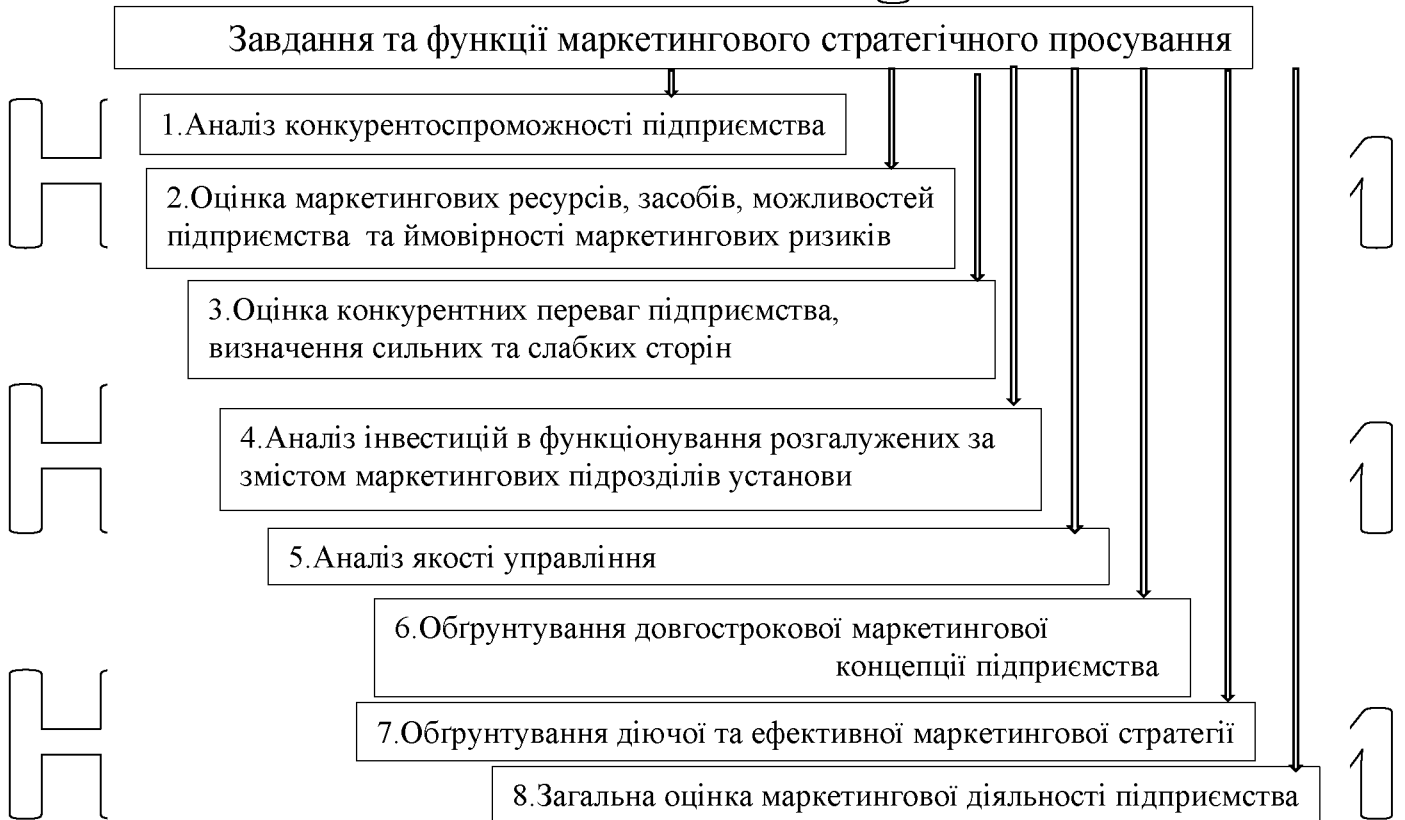 Завдання та функції маркетингового стратегічного просування
1.Аналіз конкурентоспроможності підприємства
2.Оцінка маркетингових ресурсів, засобів, можливостей
підприємства та ймовірності маркетингових ризиків
3.Оцінка конкурентних переваг підприємства,
визначення сильних та слабких сторін
4.Аналіз інвестицій в функціонування розгалужених за
змістом маркетингових підрозділів установи
5.Аналіз якості управління
6.Обґрунтування довгострокової маркетингової
концепції підприємства
7.Обґрунтування діючої та ефективної маркетингової стратегії
8.Загальна оцінка маркетингової діяльності підприємства